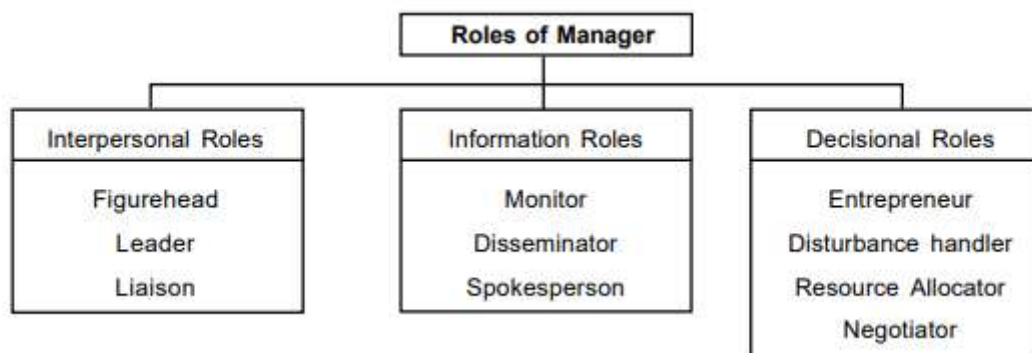 Roles of Manager
Interpersonal Roles
Figurehead
Leader
Liaison
Information Roles
Monitor
Disseminator
Spokesperson
Decisional Roles
Entrepreneur
Disturbance handler
Resource Allocator
Negotiator